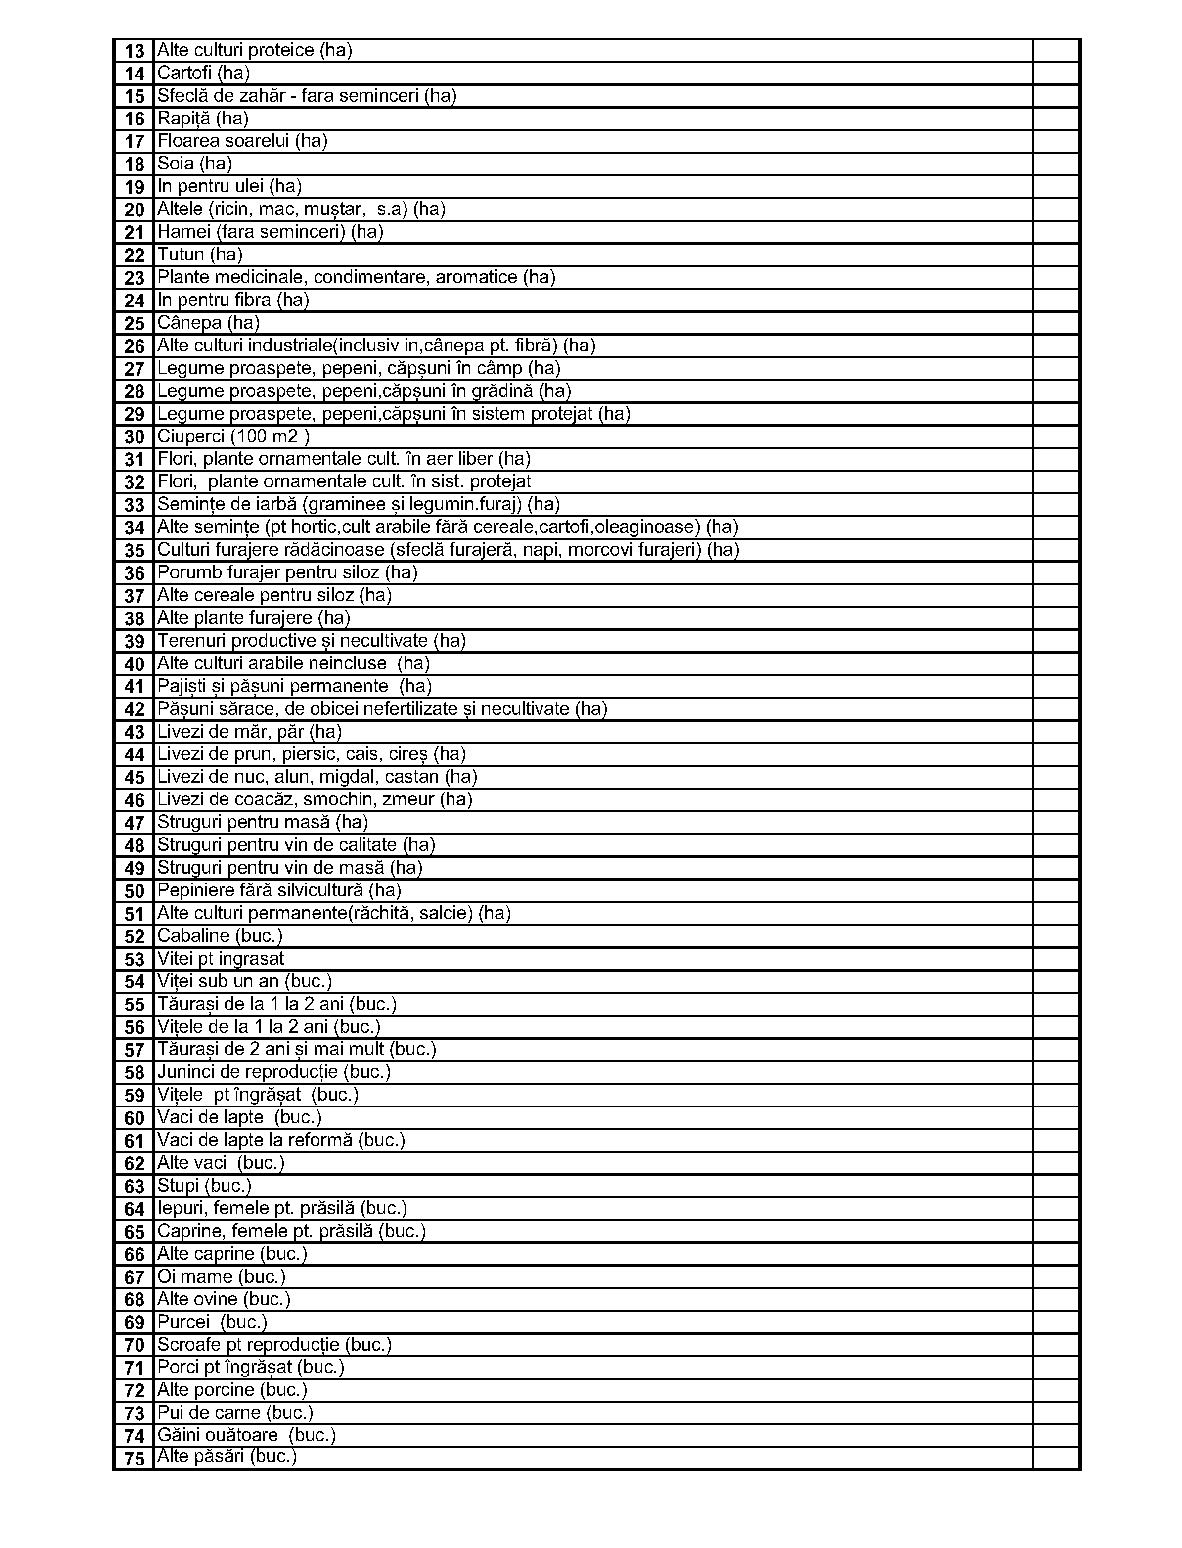 13 Alte culturi proteice (ha)
14 Cartofi (ha)
15 Sfeclă de zahăr - fara seminceri (ha)
16 Rapiță (ha)
17 Floarea soarelui (ha)
18 Soia (ha)
19 In pentru ulei (ha)
20 Altele (ricin, mac, muștar,  s.a) (ha)
21 Hamei (fara seminceri) (ha)
22 Tutun (ha)
23 Plante medicinale, condimentare, aromatice (ha)
24 In pentru fibra (ha)
25 Cânepa (ha)
26 Alte culturi industriale(inclusiv in,cânepa pt. fibră) (ha)
27 Legume proaspete, pepeni, căpșuni în câmp (ha)
28 Legume proaspete, pepeni,căpșuni în grădină (ha)
29 Legume proaspete, pepeni,căpșuni în sistem protejat (ha)
30 Ciuperci (100 m2 )
31 Flori, plante ornamentale cult. în aer liber (ha)
32 Flori,  plante ornamentale cult. în sist. protejat
33 Semințe de iarbă (graminee și legumin.furaj) (ha)
34 Alte semințe (pt hortic,cult arabile fără cereale,cartofi,oleaginoase) (ha)
35 Culturi furajere rădăcinoase (sfeclă furajeră, napi, morcovi furajeri) (ha)
36 Porumb furajer pentru siloz (ha)
37 Alte cereale pentru siloz (ha)
38 Alte plante furajere (ha)
39 Terenuri productive și necultivate (ha)
40 Alte culturi arabile neincluse  (ha)
41 Pajiști și pășuni permanente  (ha)
42 Pășuni sărace, de obicei nefertilizate și necultivate (ha)
43 Livezi de măr, păr (ha)
44 Livezi de prun, piersic, cais, cireș (ha)
45 Livezi de nuc, alun, migdal, castan (ha)
46 Livezi de coacăz, smochin, zmeur (ha)
47 Struguri pentru masă (ha)
48 Struguri pentru vin de calitate (ha)
49 Struguri pentru vin de masă (ha)
50 Pepiniere fără silvicultură (ha)
51 Alte culturi permanente(răchită, salcie) (ha)
52 Cabaline (buc.)
53 Vitei pt ingrasat
54 Viței sub un an (buc.)
55 Tăurași de la 1 la 2 ani (buc.)
56 Vițele de la 1 la 2 ani (buc.)
57 Tăurași de 2 ani și mai mult (buc.)
58 Juninci de reproducție (buc.)
59 Vițele  pt îngrășat  (buc.)
60 Vaci de lapte  (buc.)
61 Vaci de lapte la reformă (buc.)
62 Alte vaci  (buc.)
63 Stupi (buc.)
64 Iepuri, femele pt. prăsilă (buc.)
65 Caprine, femele pt. prăsilă (buc.)
66 Alte caprine (buc.)
67 Oi mame (buc.)
68 Alte ovine (buc.)
69 Purcei  (buc.)
70 Scroafe pt reproducție (buc.)
71 Porci pt îngrășat (buc.)
72 Alte porcine (buc.)
73 Pui de carne (buc.)
74 Găini ouătoare  (buc.)
75 Alte păsări (buc.)